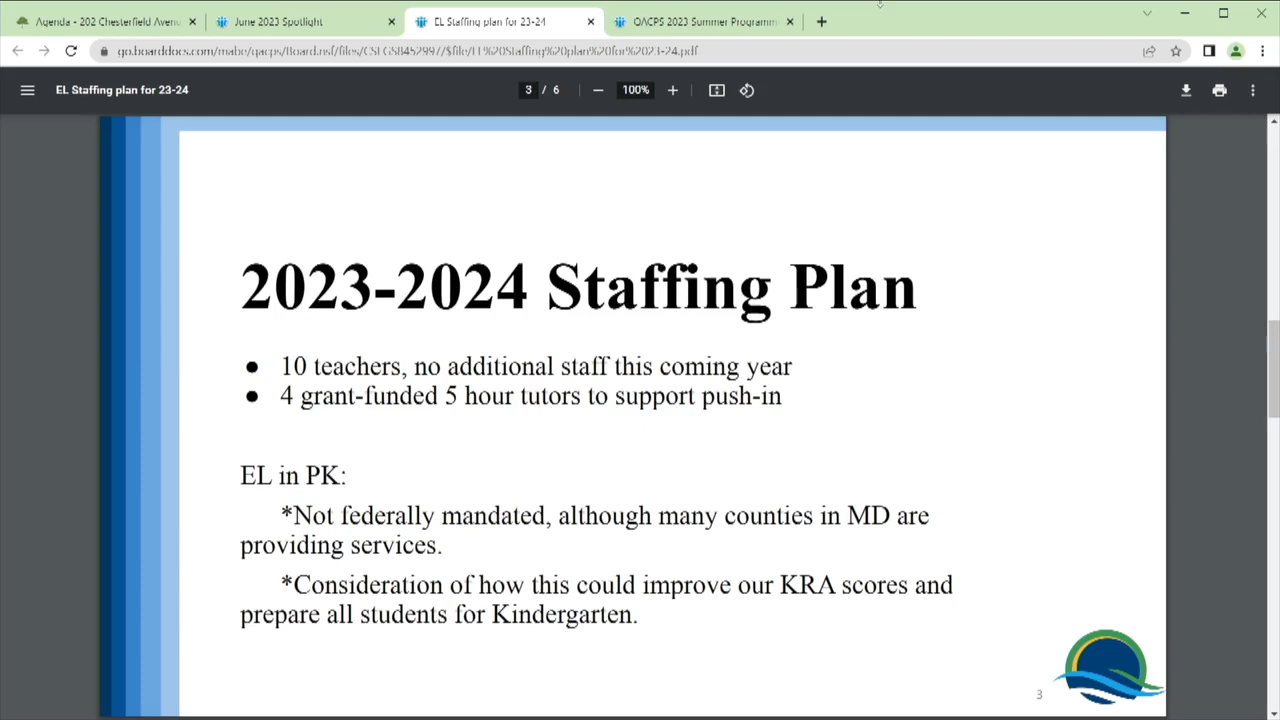 Agenda - 202 Chesterfield Avenu
June 2023 Spotlight
EL Staffing plan for 23-24
QACPS 2023 Summer Programm
EL Staffing plan for 23-24
3 / 6
100%
2023-2024 Staffing Plan
● 10 teachers, no additional staff this coming year
● 4 grant-funded 5 hour tutors to support push-in
EL in PK:
*Not federally mandated, although many counties in MD are
providing services.
*Consideration of how this could improve our KRA scores and
prepare all students for Kindergarten.
3